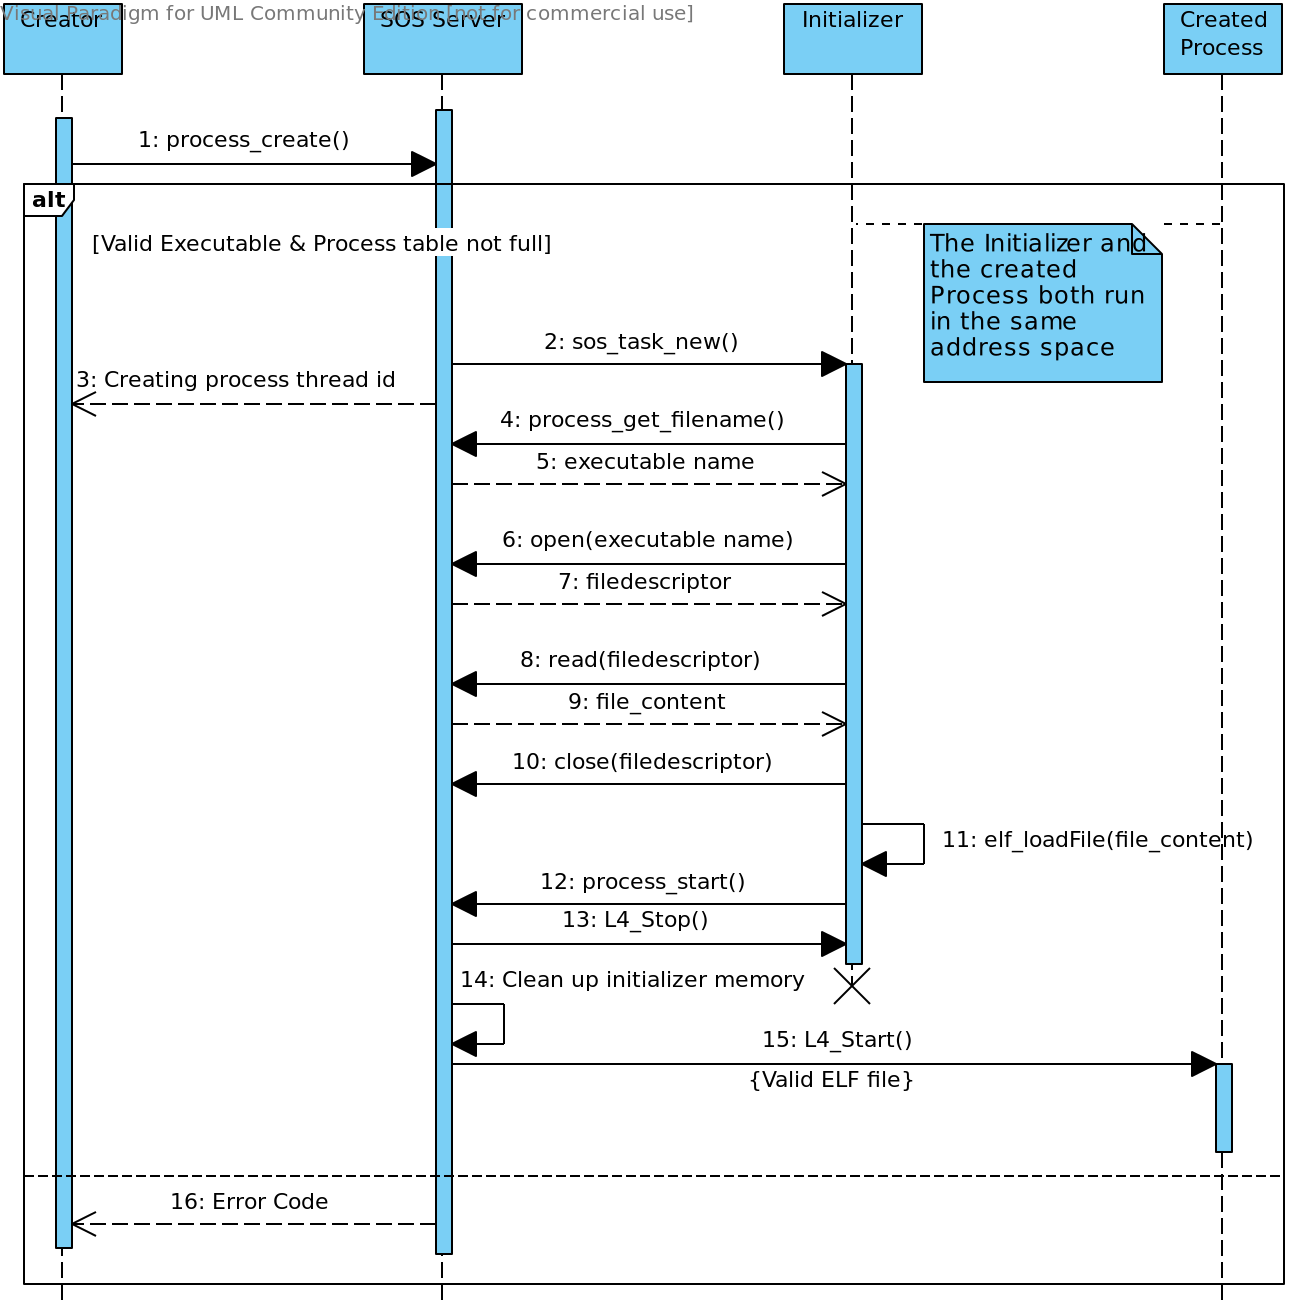 Visual Paradigm for UML Community Edition [not for commercial use]
Creator
SOS Server
Initializer
Created
Process
1: process_create()
alt
[Valid Executable & Process table not full]
The Initializer and
the created
Process both run
in the same
address space
2: sos_task_new()
3: Creating process thread id
4: process_get_filename()
5: executable name
6: open(executable name)
7: filedescriptor
8: read(filedescriptor)
9: file_content
10: close(filedescriptor)
11: elf_loadFile(file_content)
12: process_start()
13: L4_Stop()
14: Clean up initializer memory
15: L4_Start()
{Valid ELF file}
16: Error Code